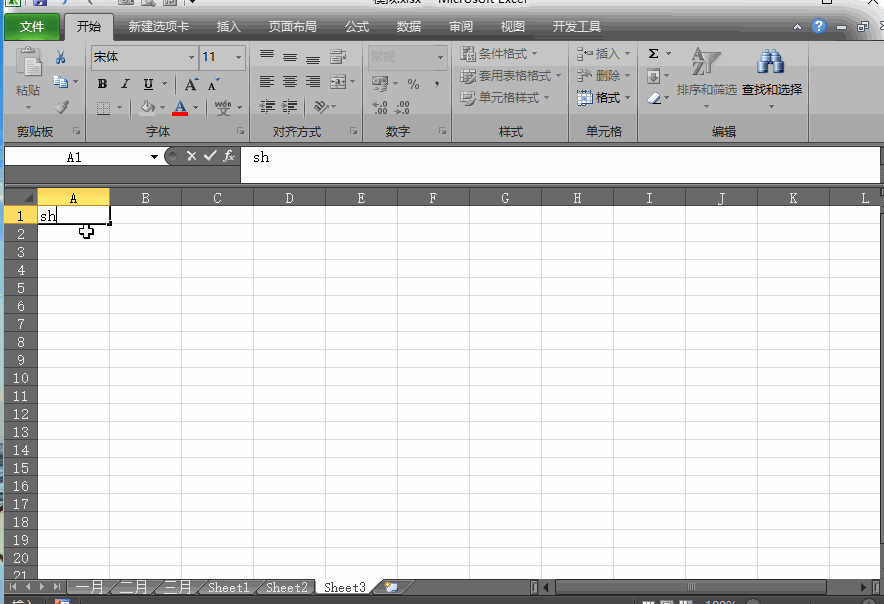 模拟.xlsx - Microsoft Excel
文件 开始 新建选项卡 插入 页面布局 公式 数据 审阅 视图 开发工具
宋体 11 常规 条件格式 插入 Σ
粘贴 B I U A A % , 套用表格格式 删除 排序和筛选 查找和选择
A wén 文 .00 .00 单元格样式 格式
剪贴板 字体 对齐方式 数字 样式 单元格 编辑
A1 fx sh
A B C D E F G H I J K L
1 sh
2
3
4
5
6
7
8
9
10
11
12
13
14
15
16
17
18
19
20
21
一月 二月 三月 Sheet1 Sheet2 Sheet3
100%